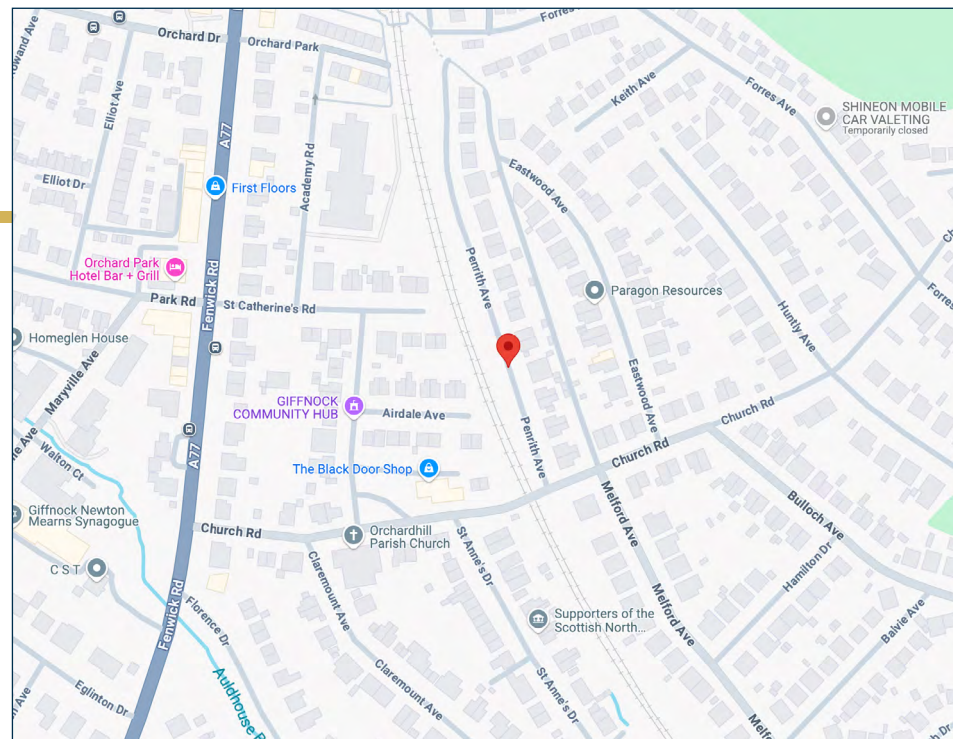 Forres
Orchard Dr
Orchard Park
Elliot Ave
A77
Keith Ave
Forres Ave
SHINEON MOBILE
CAR VALETING
Temporarily closed
Elliot Dr
First Floors
Academy Rd
Eastwood Ave
Orchard Park
Hotel Bar + Grill
Fenwick Rd
Penrith Ave
Paragon Resources
Park Rd
St Catherine's Rd
Huntly Ave
Forres
Homeglen House
Maryville Ave
GIFFNOCK
COMMUNITY HUB
Airdale Ave
Eastwood Ave
Church Rd
Penrith Ave
Church Rd
Walton Ct
A77
The Black Door Shop
Melford Ave
Bulloch Ave
Giffnock Newton
Mearns Synagogue
Church Rd
Orchardhill
Parish Church
St Anne's Dr
C S T
Claremount Ave
Hamilton Dr
Melford Ave
Fenwick Rd
Florence Dr
Supporters of the
Scottish North...
Balvie Ave
Eglinton Dr
Auldhouse
Claremount Ave
St Anne's Dr